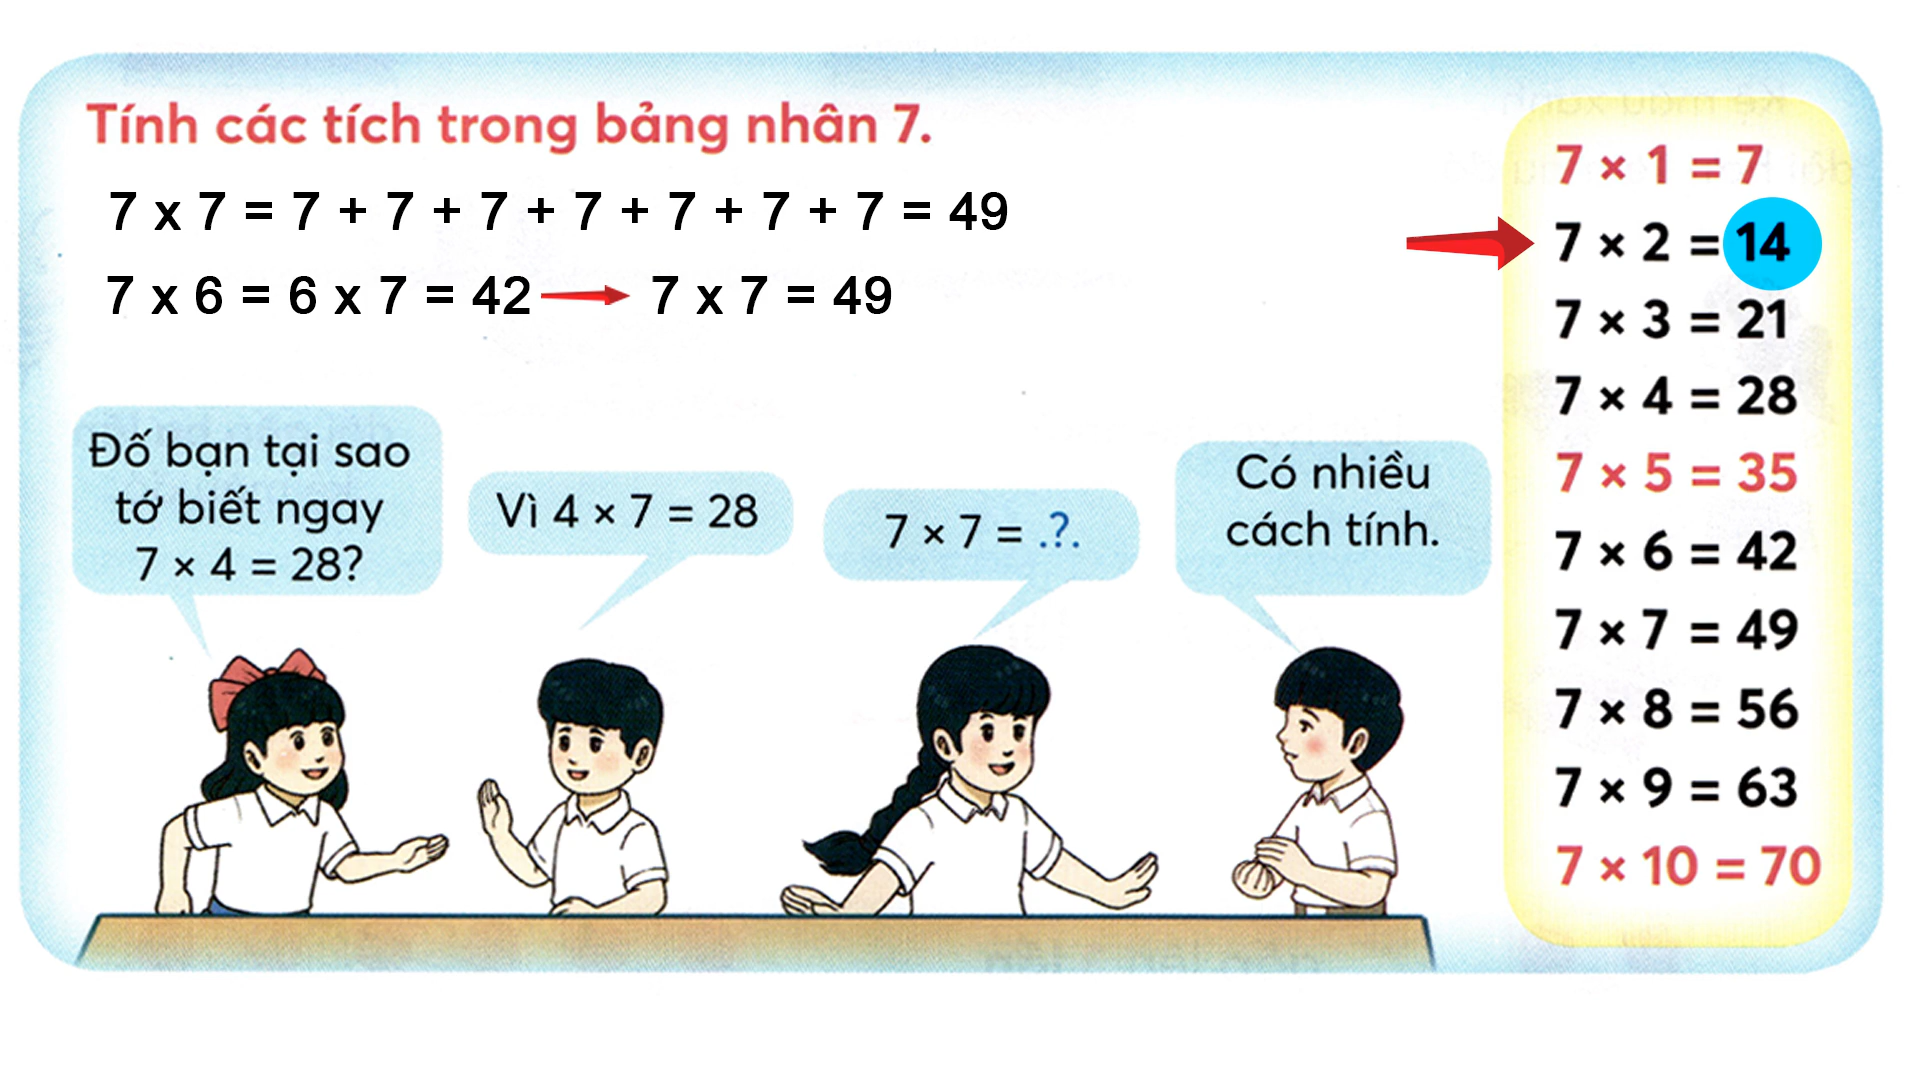 Tính các tích trong bảng nhân 7.
7 x 7 = 7 + 7 + 7 + 7 + 7 + 7 + 7 = 49
7 x 6 = 6 x 7 = 42 → 7 x 7 = 49
Đố bạn tại sao
tớ biết ngay
7 × 4 = 28?
Vì 4 × 7 = 28
7 × 7 = .?.
Có nhiều
cách tính.
7 × 1 = 7
7 × 2 = 14
7 × 3 = 21
7 × 4 = 28
7 × 5 = 35
7 × 6 = 42
7 × 7 = 49
7 × 8 = 56
7 × 9 = 63
7 × 10 = 70